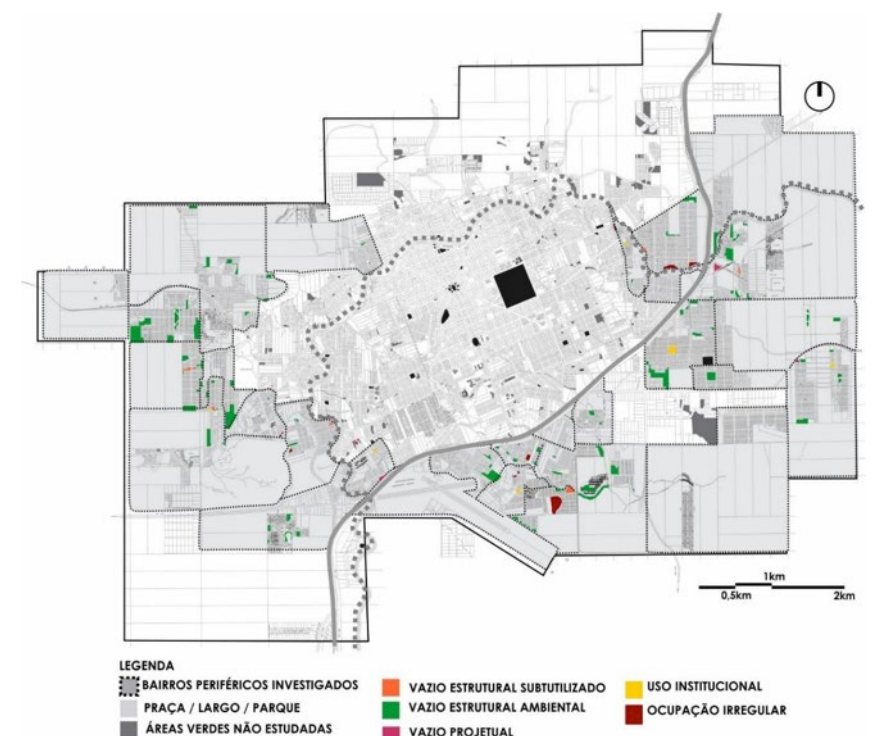 1km
0,5km 2km
LEGENDA
BAIRROS PERIFÉRICOS INVESTIGADOS
PRAÇA / LARGO / PARQUE
ÁREAS VERDES NÃO ESTUDADAS
VAZIO ESTRUTURAL SUBTUTILIZADO
VAZIO ESTRUTURAL AMBIENTAL
VAZIO PROJETUAL
USO INSTITUCIONAL
OCUPAÇÃO IRREGULAR